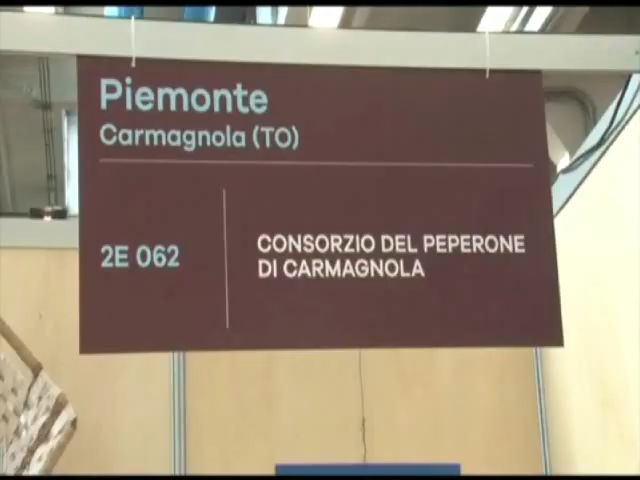 Piemonte
Carmagnola (TO)
2E 062
CONSORZIO DEL PEPERONE
DI CARMAGNOLA